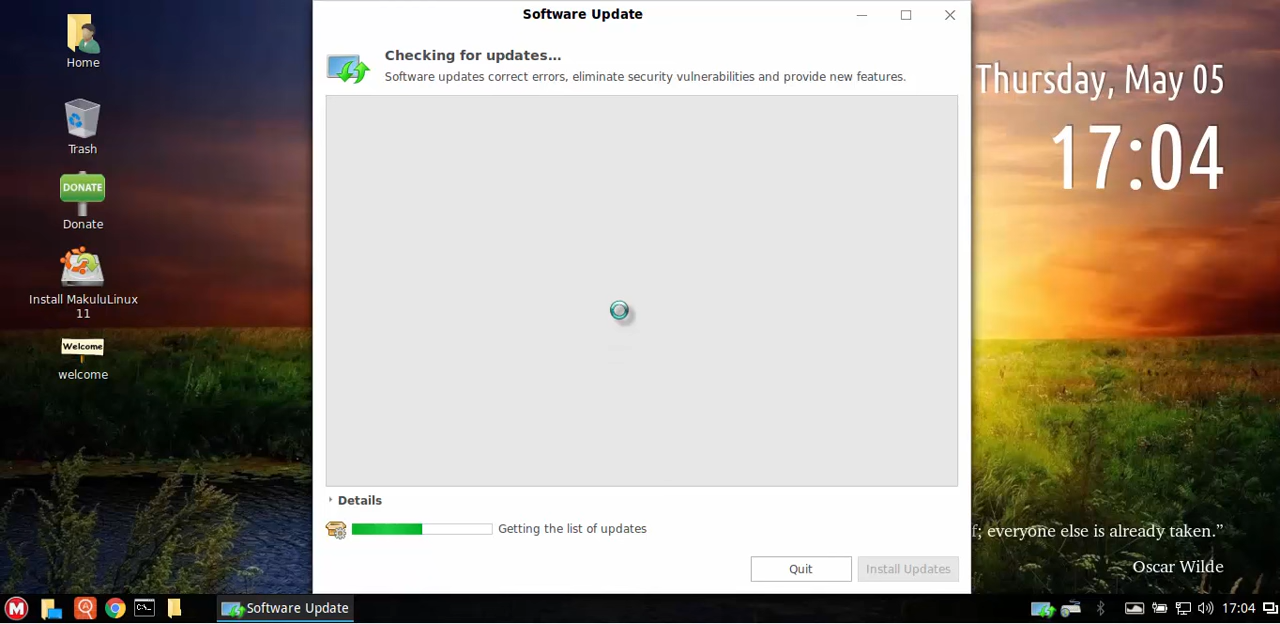 Software Update
Checking for updates...
Software updates correct errors, eliminate security vulnerabilities and provide new features.
Home
Trash
DONATE
Donate
Install MakuluLinux
11
Welcome
welcome
Thursday, May 05
17:04
Details
Getting the list of updates
Quit
Install Updates
f; everyone else is already taken.”
Oscar Wilde
M
Software Update
17:04